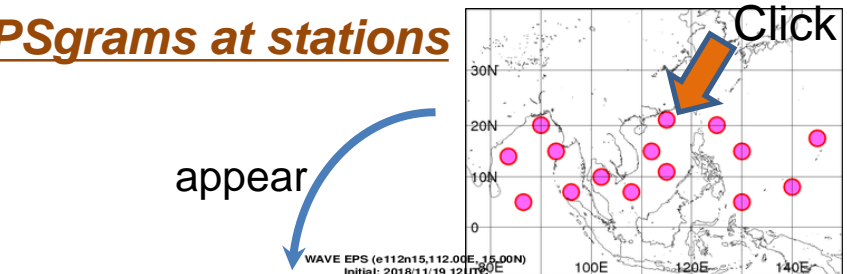 PSgrams at stations
Click
30N
20N
10N
0
appear
WAVE EPS (e112n15,112.00E, 15.00N)
Initial: 2018/11/19 12UTC
80E 100E 120E 140E